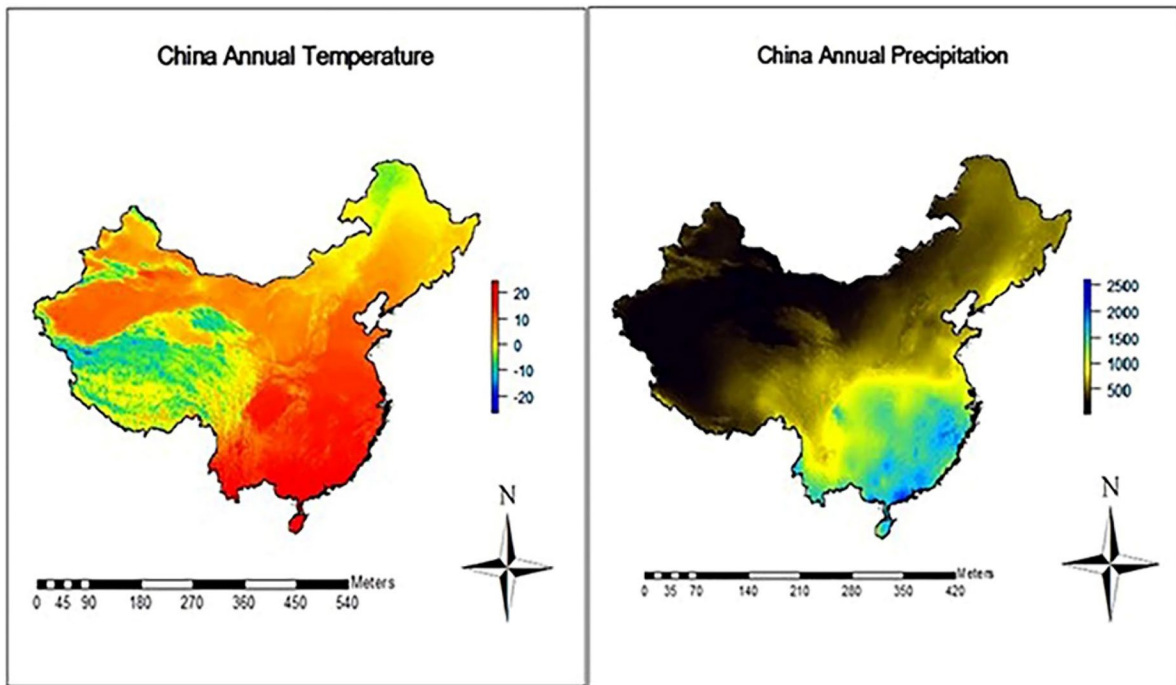 China Annual Temperature
20
10
0
-10
-20
N
Meters
0 45 90 180 270 360 450 540
China Annual Precipitation
2500
2000
1500
1000
500
N
Meters
0 35 70 140 210 280 350 420